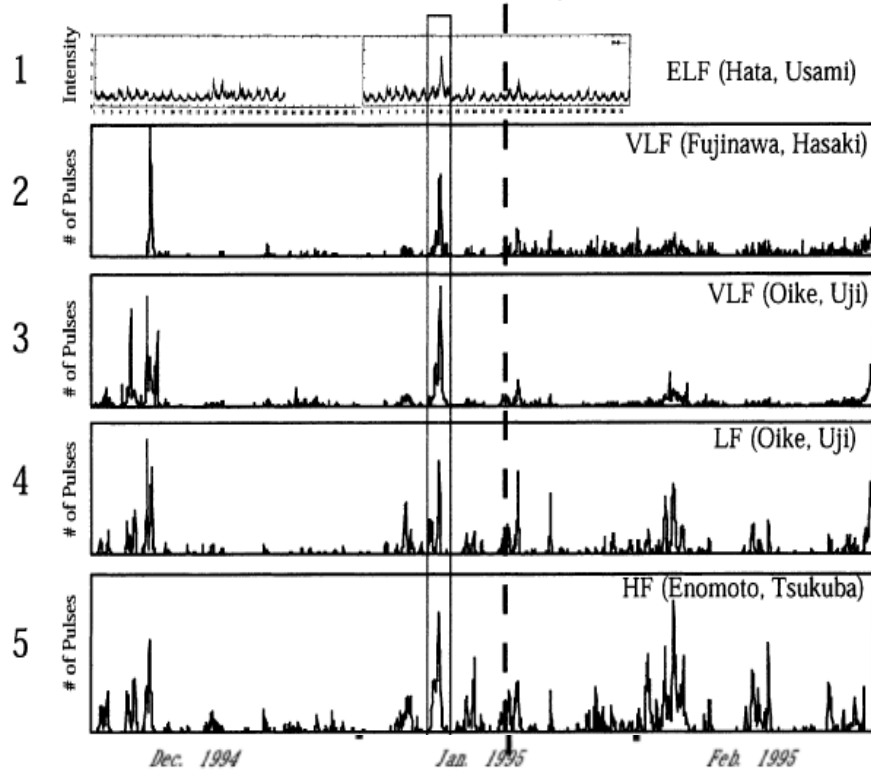 1
Intensity
ELF (Hata, Usami)
2
# of Pulses
VLF (Fujinawa, Hasaki)
3
# of Pulses
VLF (Oike, Uji)
4
# of Pulses
LF (Oike, Uji)
5
# of Pulses
HF (Enomoto, Tsukuba)
Dec. 1994 Jan. 1995 Feb. 1995